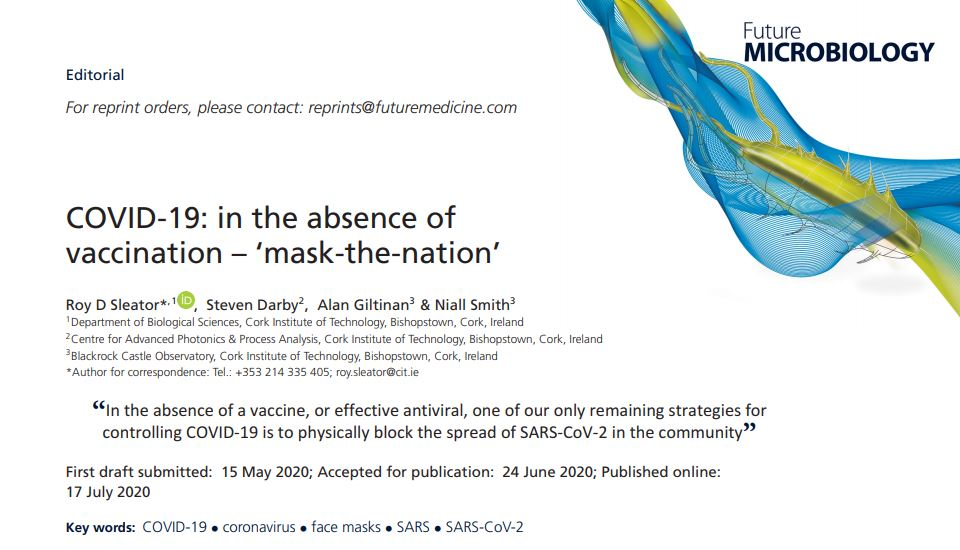 Future
MICROBIOLOGY
Editorial
For reprint orders, please contact: reprints@futuremedicine.com
COVID-19: in the absence of
vaccination – ‘mask-the-nation’
Roy D Sleator*,1 iD, Steven Darby2, Alan Giltinan3 & Niall Smith3
1Department of Biological Sciences, Cork Institute of Technology, Bishopstown, Cork, Ireland
2Centre for Advanced Photonics & Process Analysis, Cork Institute of Technology, Bishopstown, Cork, Ireland
3Blackrock Castle Observatory, Cork Institute of Technology, Bishopstown, Cork, Ireland
*Author for correspondence: Tel.: +353 214 335 405; roy.sleator@cit.ie
“In the absence of a vaccine, or effective antiviral, one of our only remaining strategies for
controlling COVID-19 is to physically block the spread of SARS-CoV-2 in the community”
First draft submitted: 15 May 2020; Accepted for publication: 24 June 2020; Published online:
17 July 2020
Key words: COVID-19 • coronavirus • face masks • SARS • SARS-CoV-2